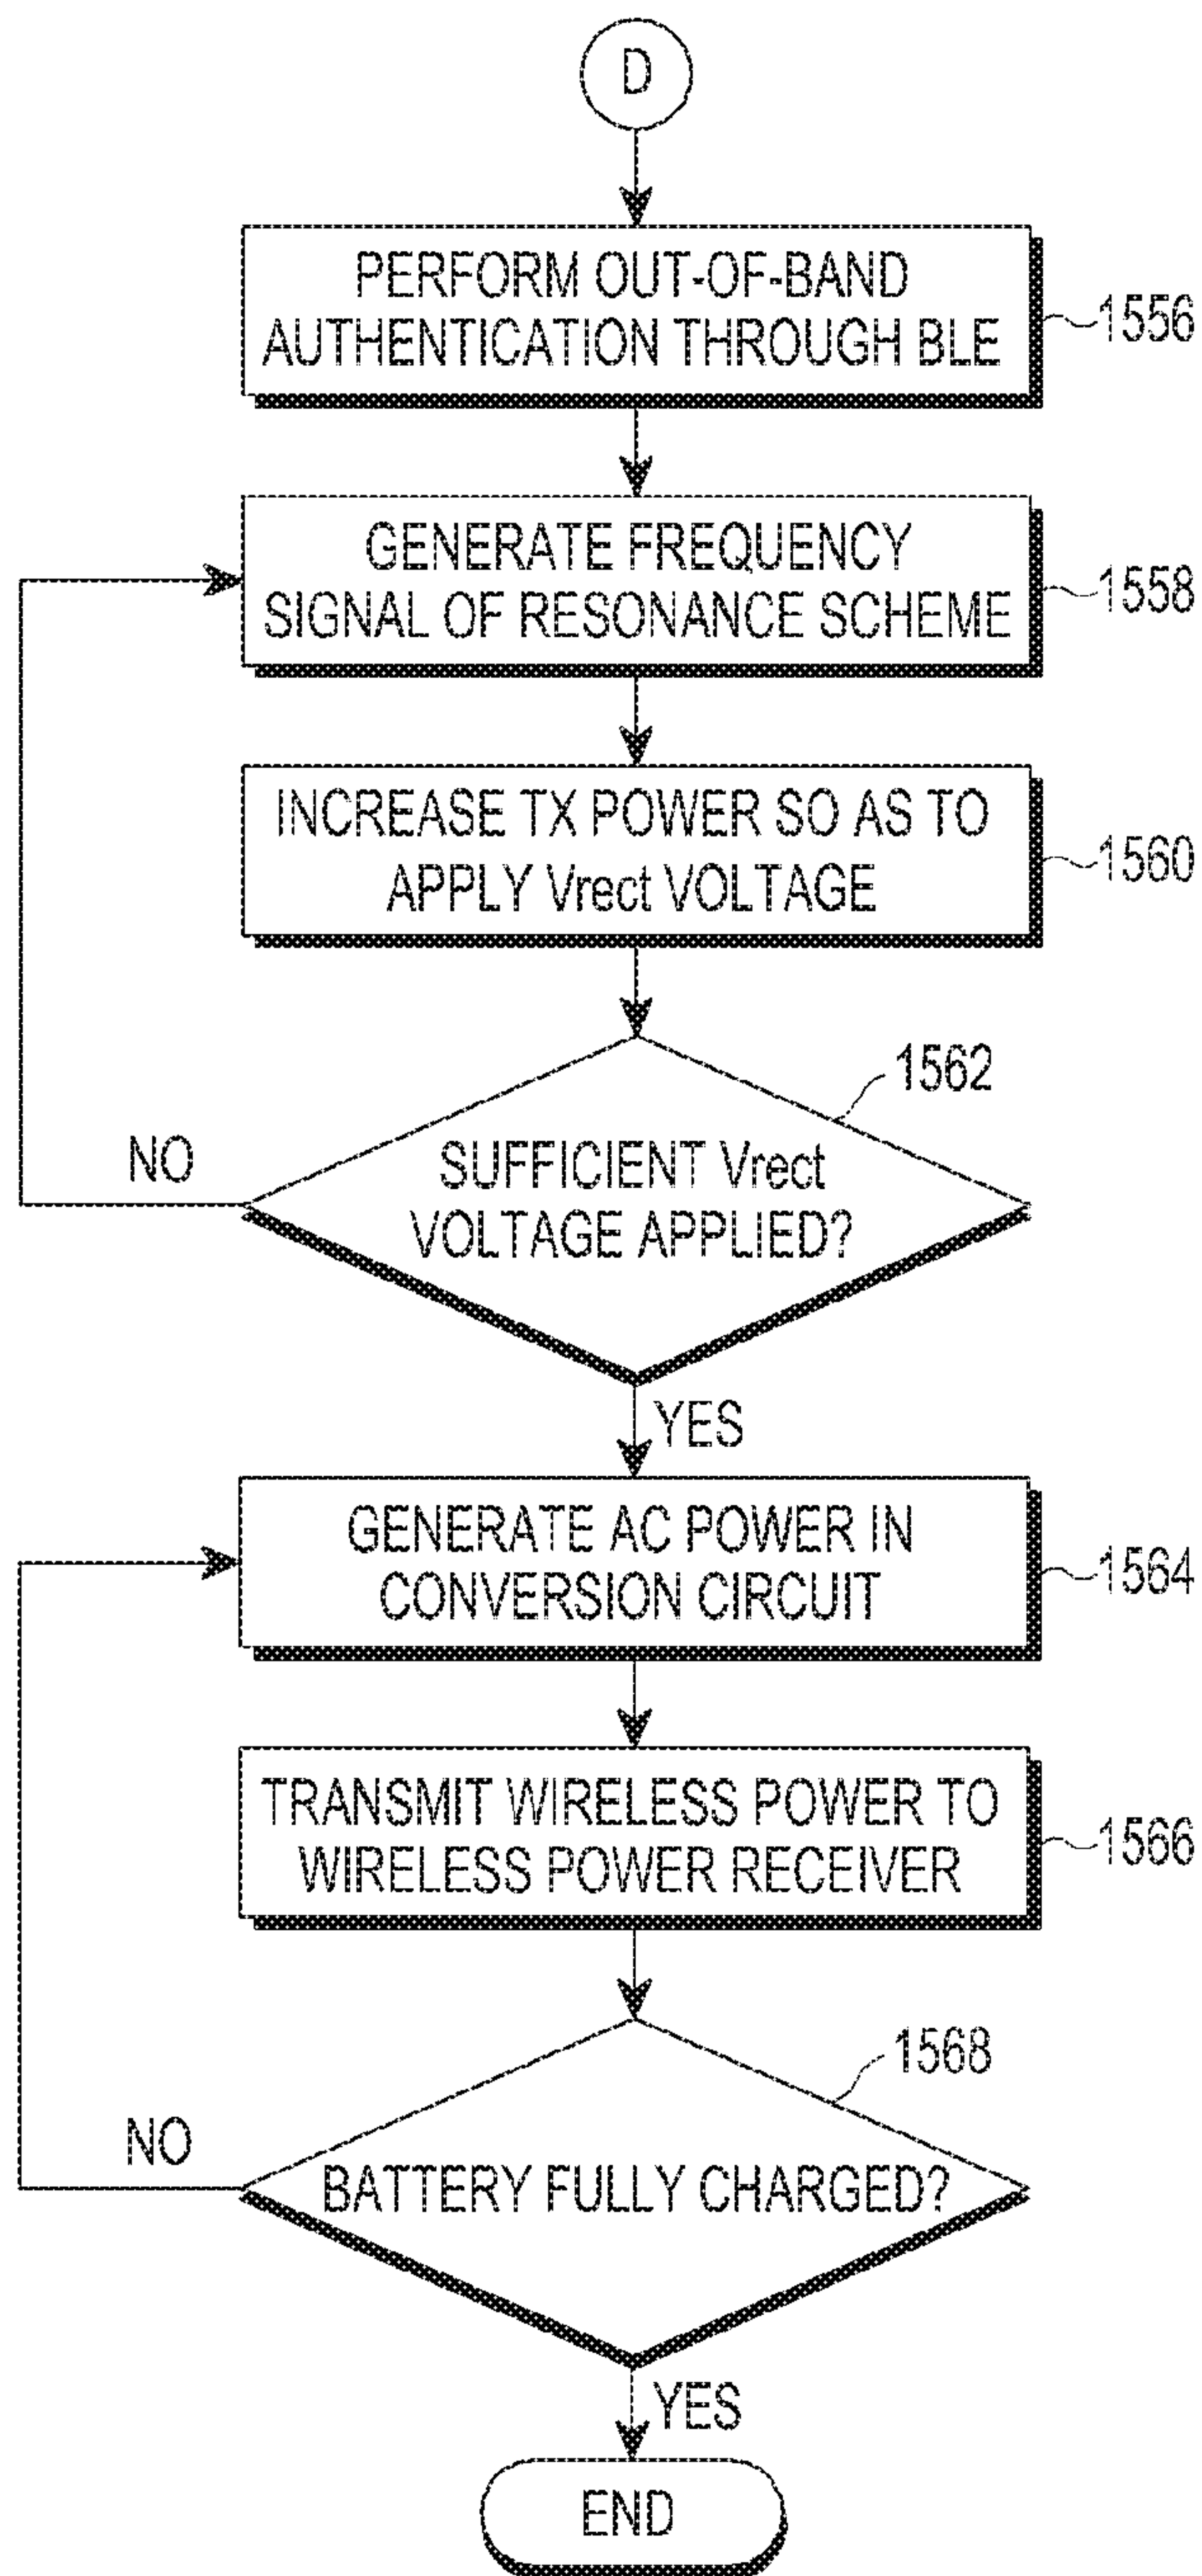 D
PERFORM OUT-OF-BAND
AUTHENTICATION THROUGH BLE
1556
GENERATE FREQUENCY
SIGNAL OF RESONANCE SCHEME
1558
INCREASE TX POWER SO AS TO
APPLY Vrect VOLTAGE
1560
1562
NO
SUFFICIENT Vrect
VOLTAGE APPLIED?
YES
GENERATE AC POWER IN
CONVERSION CIRCUIT
1564
TRANSMIT WIRELESS POWER TO
WIRELESS POWER RECEIVER
1566
1568
NO
BATTERY FULLY CHARGED?
YES
END